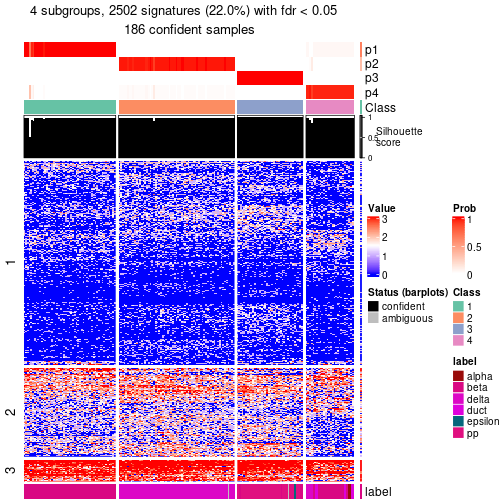 4 subgroups, 2502 signatures (22.0%) with fdr < 0.05
186 confident samples
p1
p2
p3
p4
Class
1
0.5
0
Silhouette
score
1
2
3
label
Value
3
2
1
0
Prob
1
0.5
0
Status (barplots)
confident
ambiguous
Class
1
2
3
4
label
alpha
beta
delta
duct
epsilon
pp